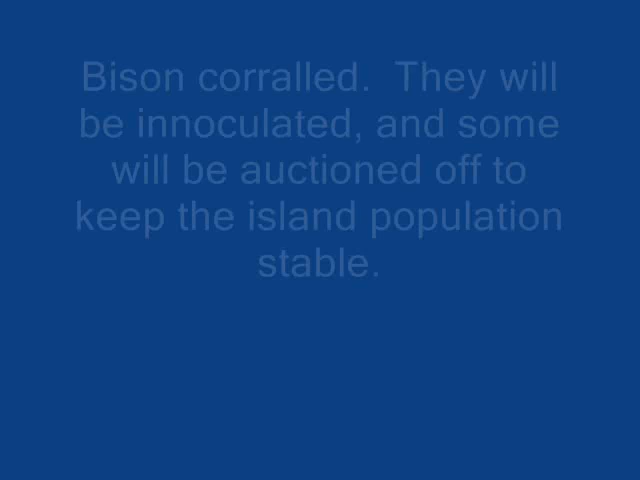 Bison corralled.  They will
be innoculated, and some
will be auctioned off to
keep the island population
stable.